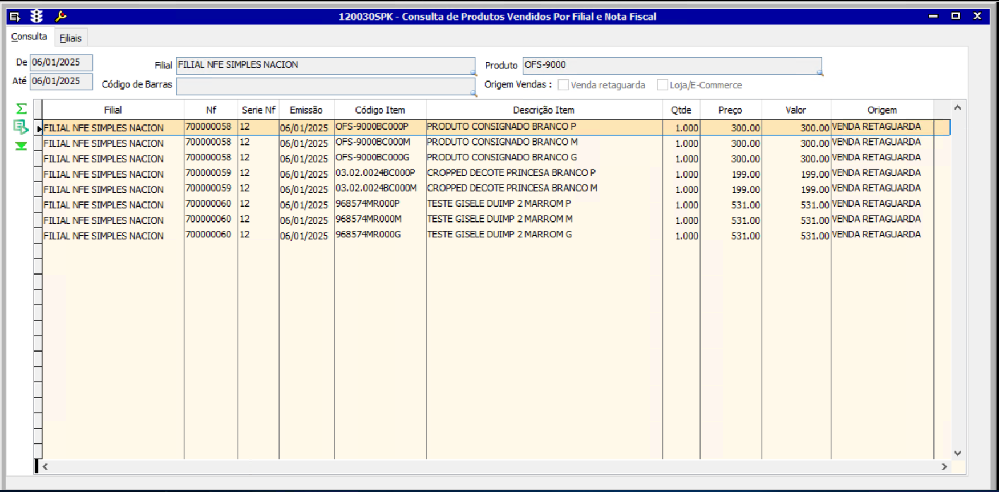 120030SPK - Consulta de Produtos Vendidos Por Filial e Nota Fiscal
Consulta Filiais
De 06/01/2025 Filial FILIAL NFE SIMPLES NACION Produto OFS-9000
Até 06/01/2025 Código de Barras Origem Vendas : Venda retaguarda Loja/E-Commerce
Filial Nf Serie Nf Emissão Código Item Descrição Item Qtde Preço Valor Origem
FILIAL NFE SIMPLES NACION 700000058 12 06/01/2025 OFS-9000BC000P PRODUTO CONSIGNADO BRANCO P 1.000 300.00 300.00 VENDA RETAGUARDA
FILIAL NFE SIMPLES NACION 700000058 12 06/01/2025 OFS-9000BC000M PRODUTO CONSIGNADO BRANCO M 1.000 300.00 300.00 VENDA RETAGUARDA
FILIAL NFE SIMPLES NACION 700000058 12 06/01/2025 OFS-9000BC000G PRODUTO CONSIGNADO BRANCO G 1.000 300.00 300.00 VENDA RETAGUARDA
FILIAL NFE SIMPLES NACION 700000059 12 06/01/2025 03.02.0024BC000P CROPPED DECOTE PRINCESA BRANCO P 1.000 199.00 199.00 VENDA RETAGUARDA
FILIAL NFE SIMPLES NACION 700000059 12 06/01/2025 03.02.0024BC000M CROPPED DECOTE PRINCESA BRANCO M 1.000 199.00 199.00 VENDA RETAGUARDA
FILIAL NFE SIMPLES NACION 700000060 12 06/01/2025 968574MR000P TESTE GISELE DUIMP 2 MARROM P 1.000 531.00 531.00 VENDA RETAGUARDA
FILIAL NFE SIMPLES NACION 700000060 12 06/01/2025 968574MR000M TESTE GISELE DUIMP 2 MARROM M 1.000 531.00 531.00 VENDA RETAGUARDA
FILIAL NFE SIMPLES NACION 700000060 12 06/01/2025 968574MR000G TESTE GISELE DUIMP 2 MARROM G 1.000 531.00 531.00 VENDA RETAGUARDA